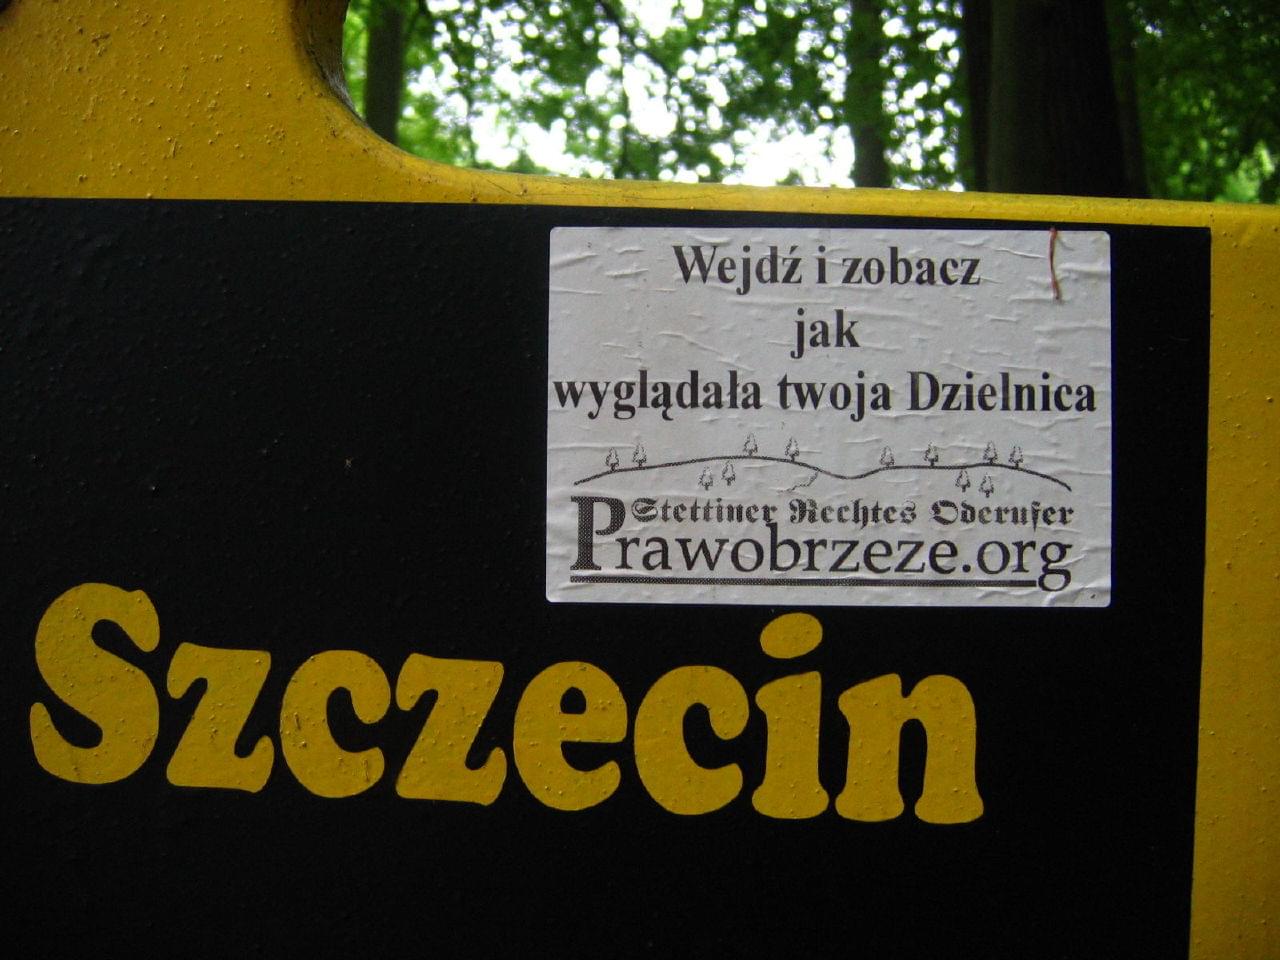 Wejdź i zobacz
jak
wyglądała twoja Dzielnica
Stettiner Rechtes Oderufer
Prawobrzeze.org
Szczecin